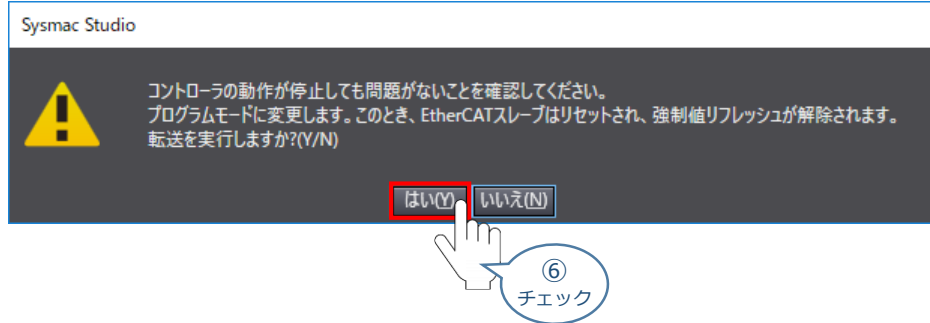 Sysmac Studio
コントローラの動作が停止しても問題がないことを確認してください。
プログラムモードに変更します。このとき、EtherCATスレーブはリセットされ、強制値リフレッシュが解除されます。
転送を実行しますか?(Y/N)
はい(Y) いいえ(N)
⑥
チェック